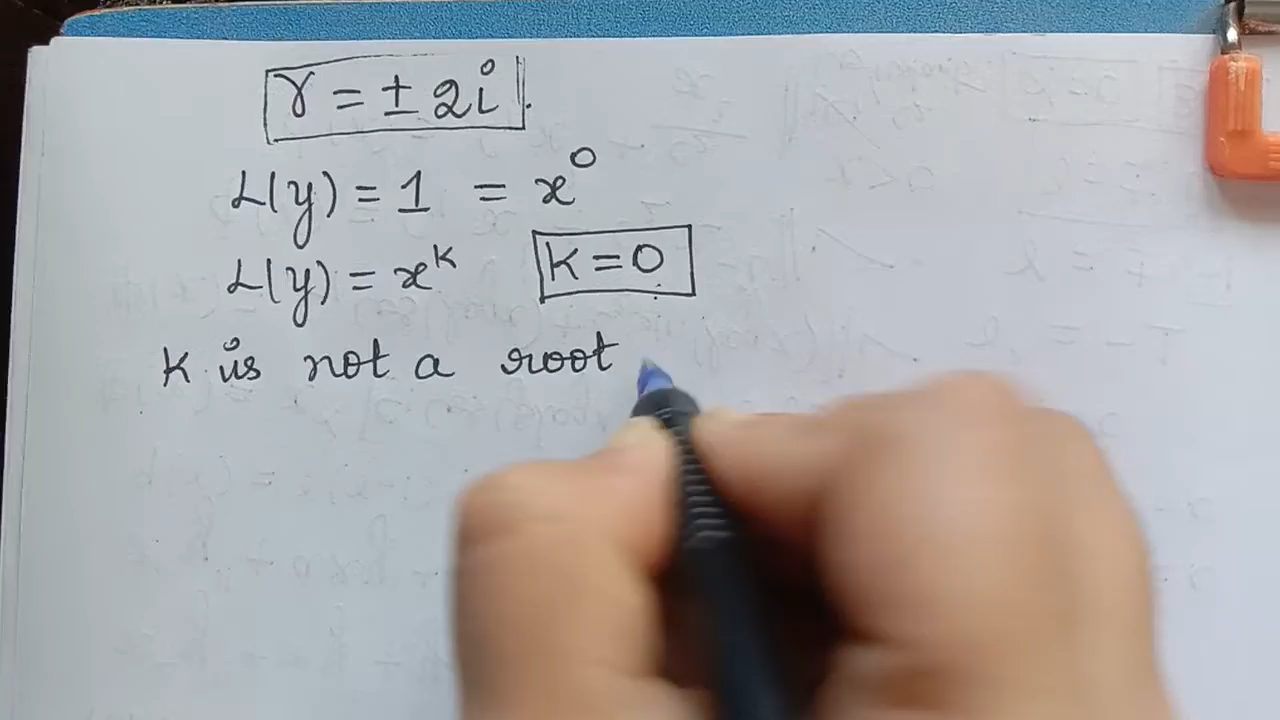 r = ± 2i
L(y) = 1 = x⁰
L(y) = xᵏ k = 0
k is not a root